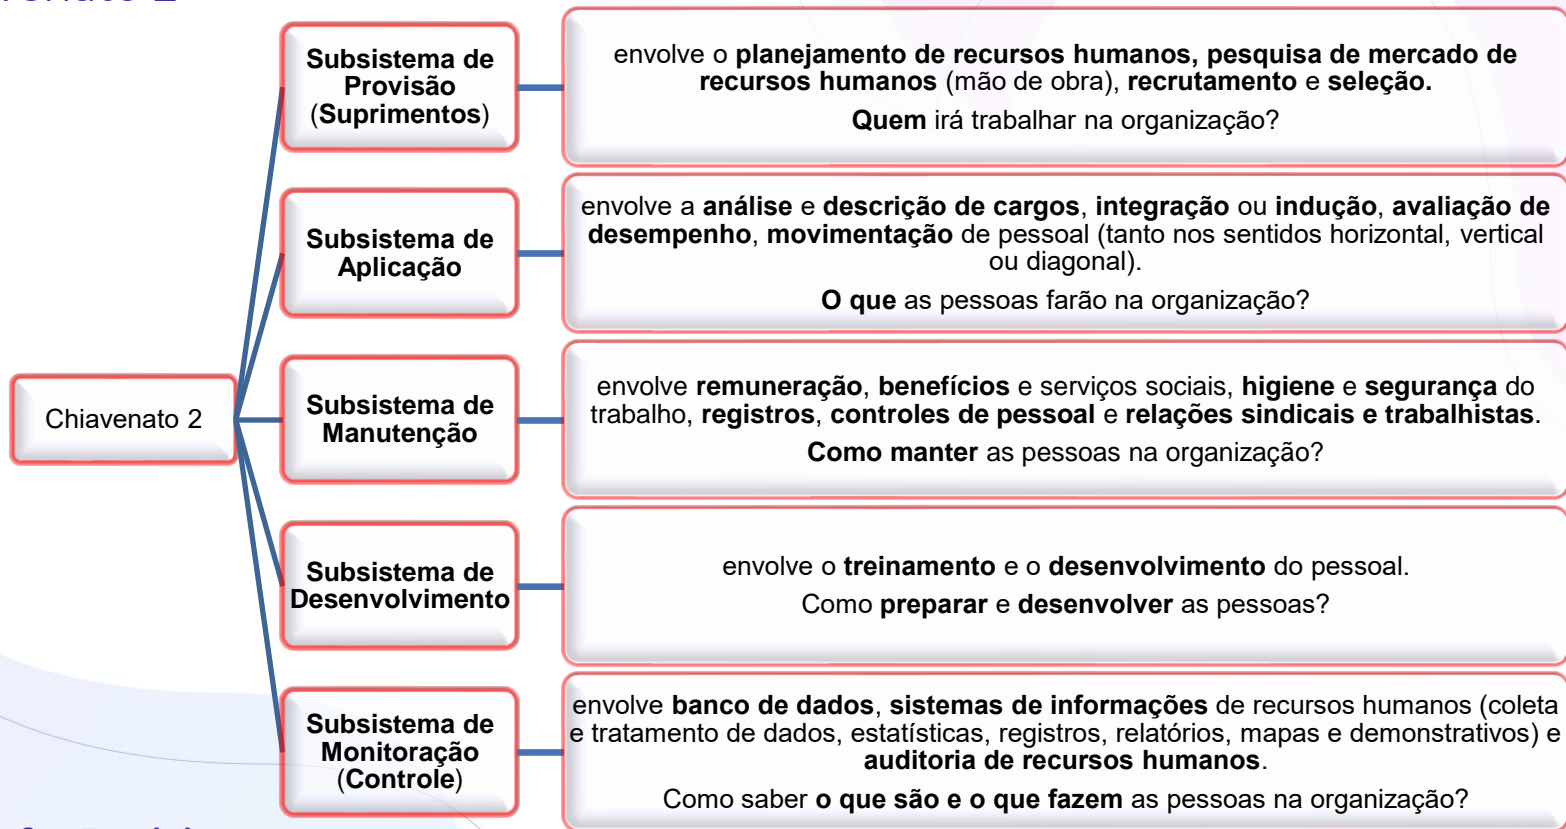 Chiavenato 2
Subsistema de
Provisão
(Suprimentos)
envolve o planejamento de recursos humanos, pesquisa de mercado de
recursos humanos (mão de obra), recrutamento e seleção.
Quem irá trabalhar na organização?
Subsistema de
Aplicação
envolve a análise e descrição de cargos, integração ou indução, avaliação de
desempenho, movimentação de pessoal (tanto nos sentidos horizontal, vertical
ou diagonal).
O que as pessoas farão na organização?
Subsistema de
Manutenção
envolve remuneração, benefícios e serviços sociais, higiene e segurança do
trabalho, registros, controles de pessoal e relações sindicais e trabalhistas.
Como manter as pessoas na organização?
Subsistema de
Desenvolvimento
envolve o treinamento e o desenvolvimento do pessoal.
Como preparar e desenvolver as pessoas?
Subsistema de
Monitoração
(Controle)
envolve banco de dados, sistemas de informações de recursos humanos (coleta
e tratamento de dados, estatísticas, registros, relatórios, mapas e demonstrativos) e
auditoria de recursos humanos.
Como saber o que são e o que fazem as pessoas na organização?